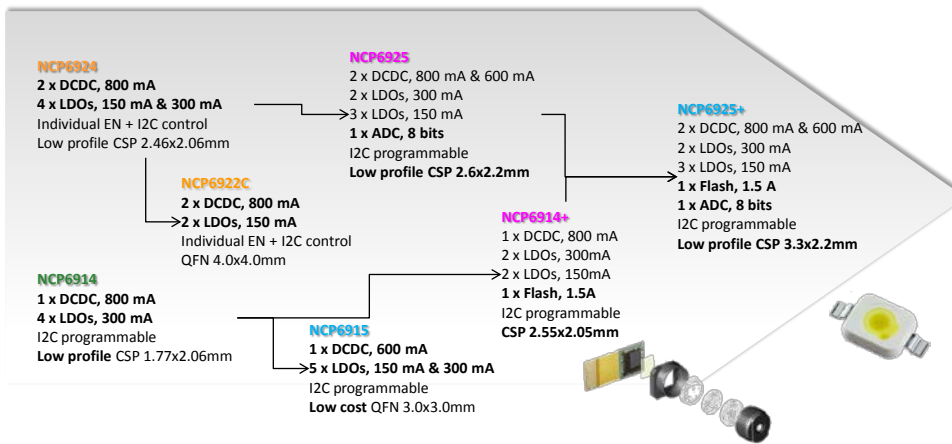 NCP6924
2 x DCDC, 800 mA
4 x LDOs, 150 mA & 300 mA
Individual EN + I2C control
Low profile CSP 2.46x2.06mm
NCP6925
2 x DCDC, 800 mA & 600 mA
2 x LDOs, 300 mA
3 x LDOs, 150 mA
1 x ADC, 8 bits
I2C programmable
Low profile CSP 2.6x2.2mm
NCP6925+
2 x DCDC, 800 mA & 600 mA
2 x LDOs, 300 mA
3 x LDOs, 150 mA
1 x Flash, 1.5 A
1 x ADC, 8 bits
I2C programmable
Low profile CSP 3.3x2.2mm
NCP6922C
2 x DCDC, 800 mA
2 x LDOs, 150 mA
Individual EN + I2C control
QFN 4.0x4.0mm
NCP6914+
1 x DCDC, 800 mA
2 x LDOs, 300mA
2 x LDOs, 150mA
1 x Flash, 1.5A
I2C programmable
CSP 2.55x2.05mm
NCP6914
1 x DCDC, 800 mA
4 x LDOs, 300 mA
I2C programmable
Low profile CSP 1.77x2.06mm
NCP6915
1 x DCDC, 600 mA
5 x LDOs, 150 mA & 300 mA
I2C programmable
Low cost QFN 3.0x3.0mm